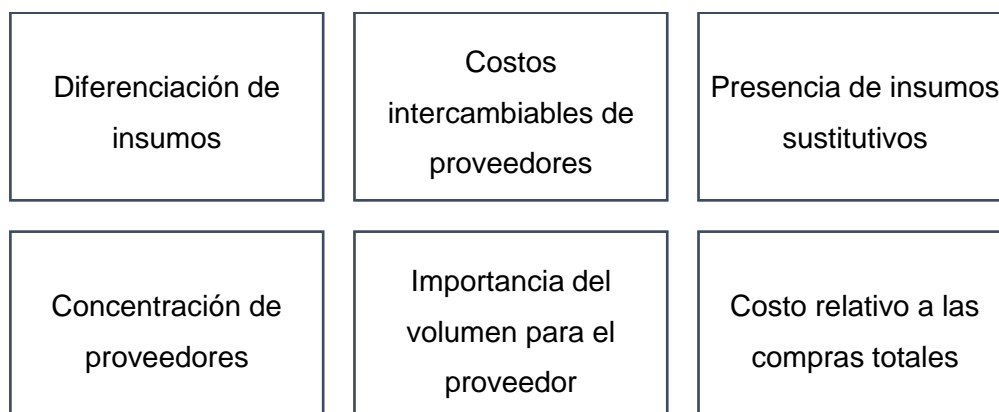 Diferenciación de
insumos
Costos
intercambiables de
proveedores
Presencia de insumos
sustitutivos
Concentración de
proveedores
Importancia del
volumen para el
proveedor
Costo relativo a las
compras totales